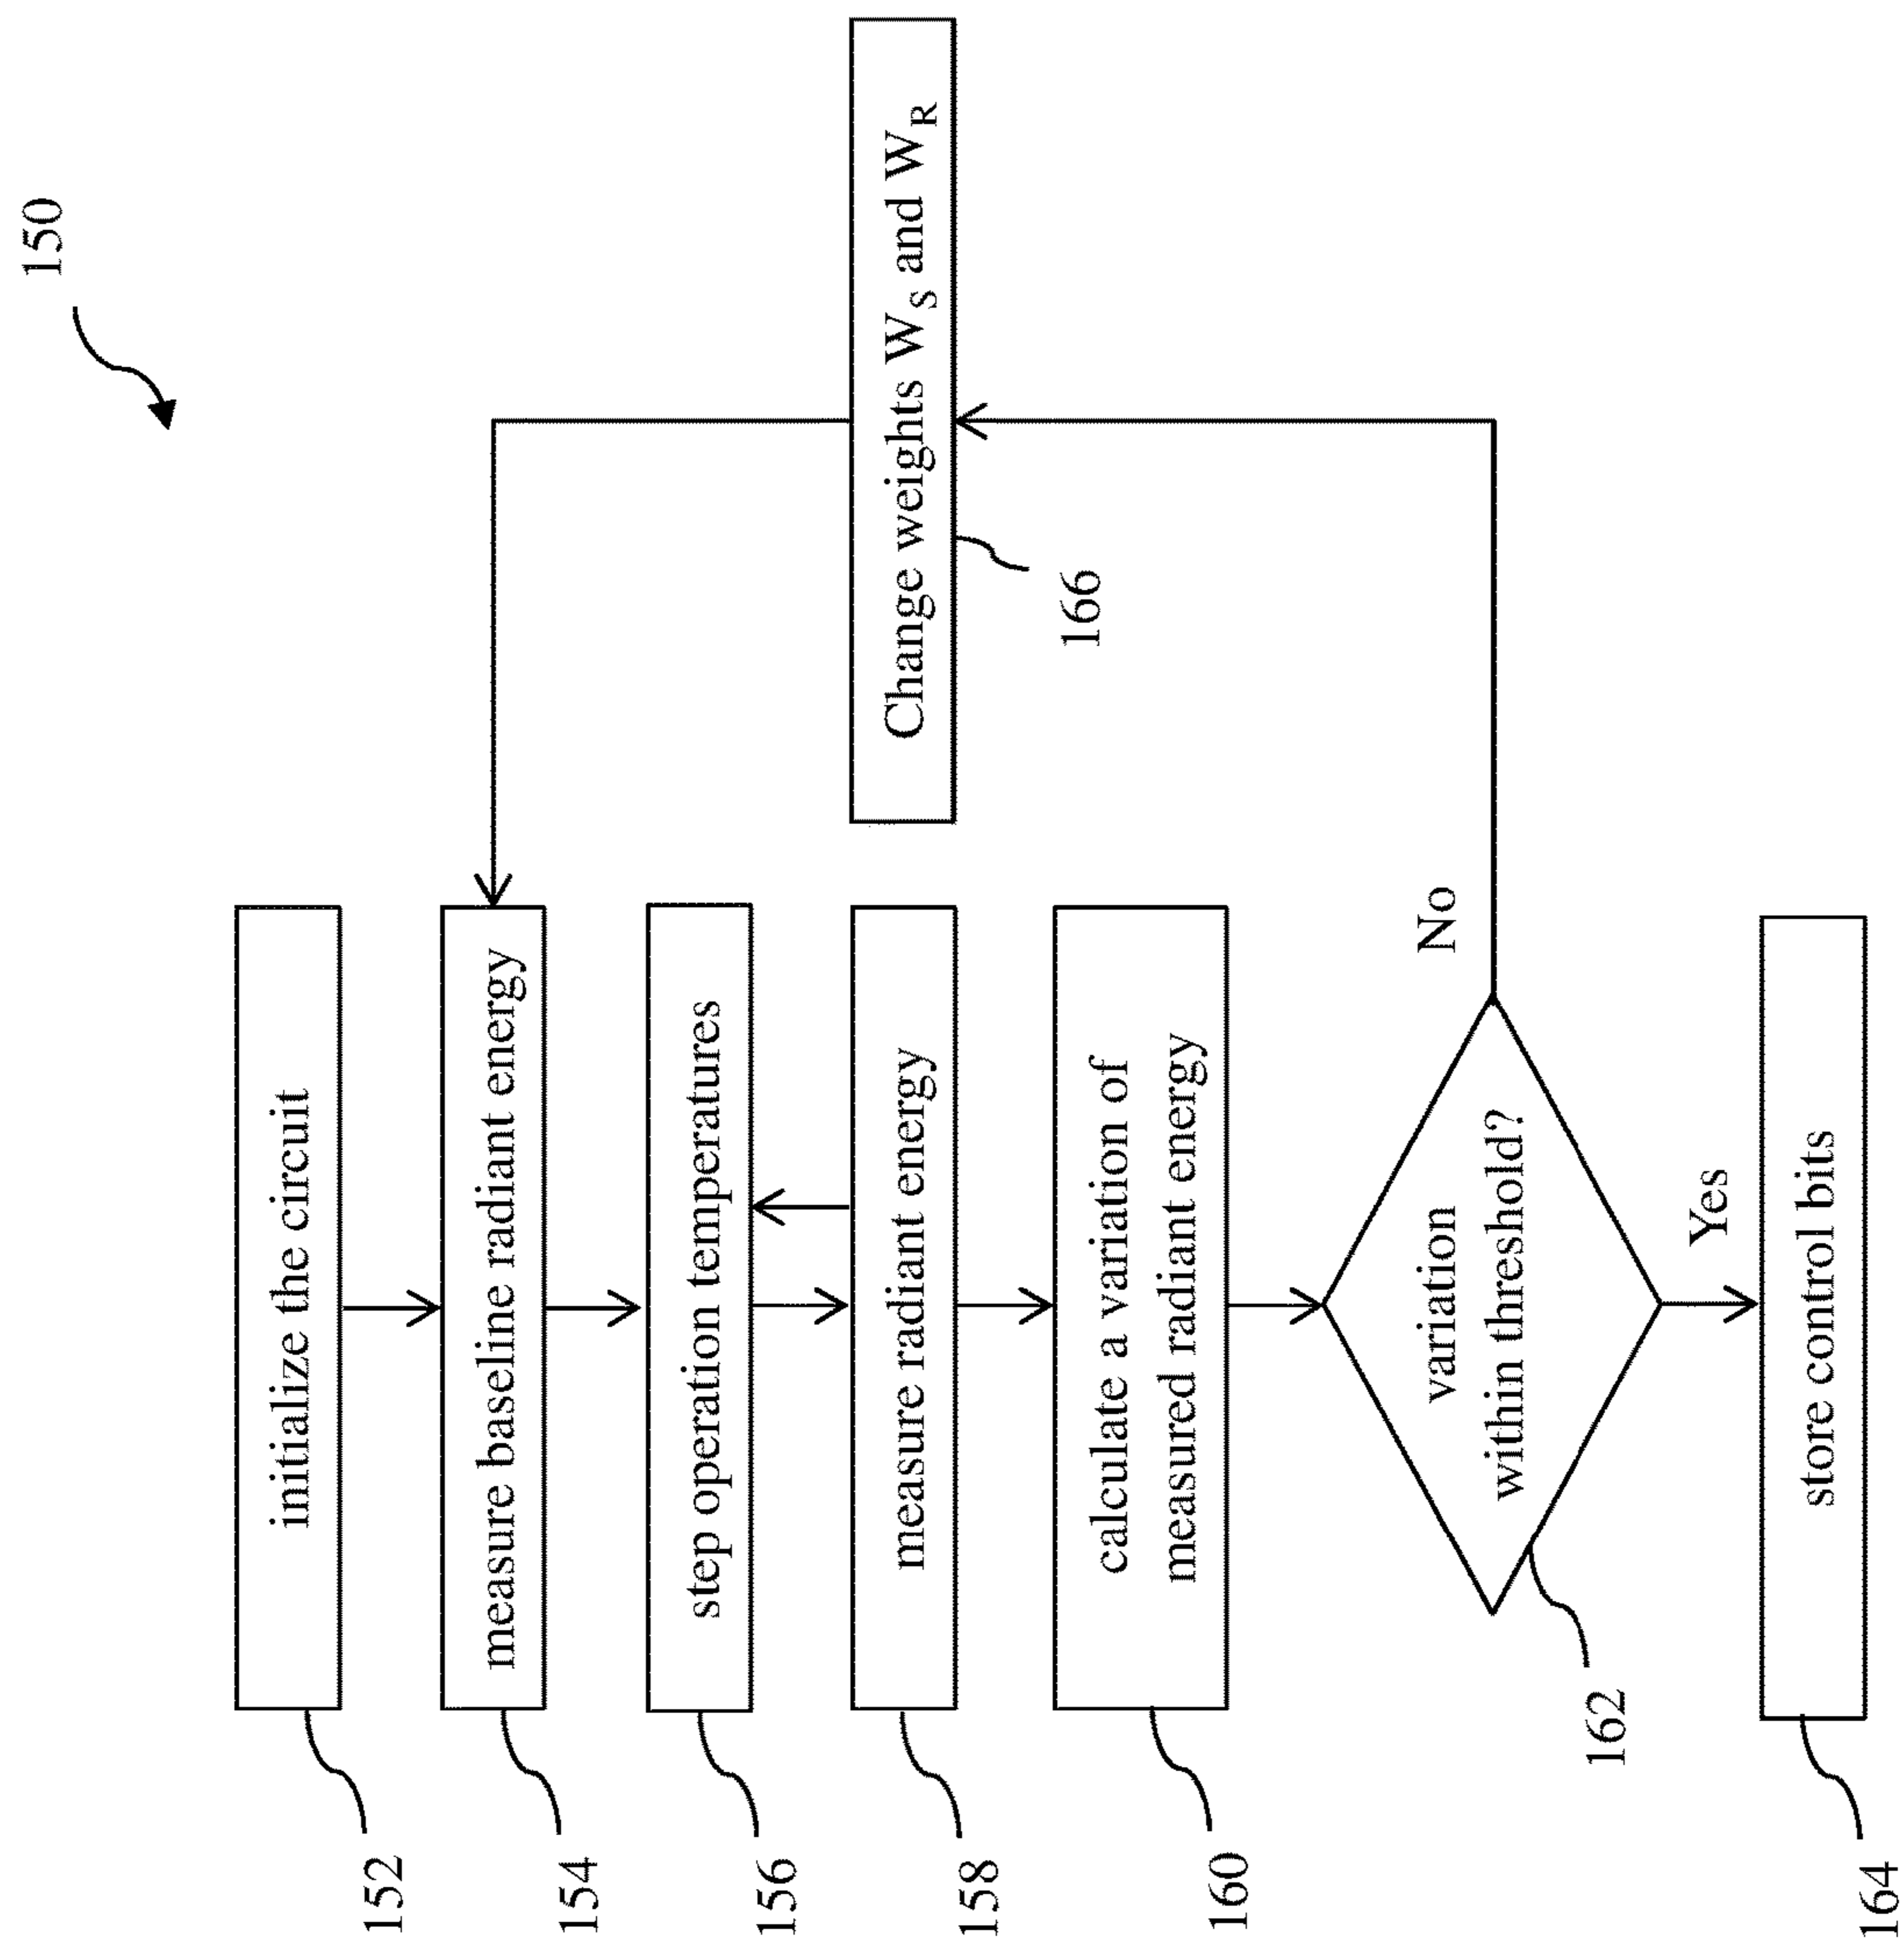 150
initialize the circuit
152
measure baseline radiant energy
154
step operation temperatures
156
measure radiant energy
158
calculate a variation of
measured radiant energy
160
variation
within threshold?
162
No
Yes
store control bits
164
Change weights W_S and W_R
166